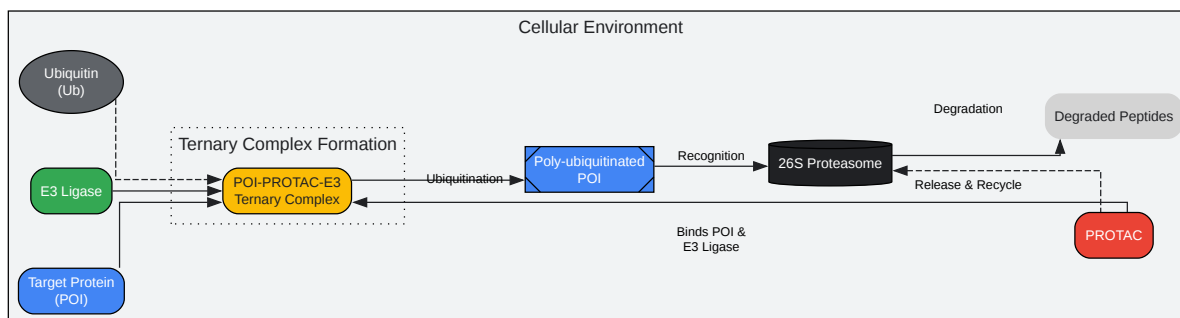 Cellular Environment
Ubiquitin
(Ub)
E3 Ligase
Target Protein
(POI)
Ternary Complex Formation
POI-PROTAC-E3
Ternary Complex
Ubiquitination
Poly-ubiquitinated
POI
Recognition
26S Proteasome
Degradation
Degraded Peptides
Release & Recycle
Binds POI &
E3 Ligase
PROTAC